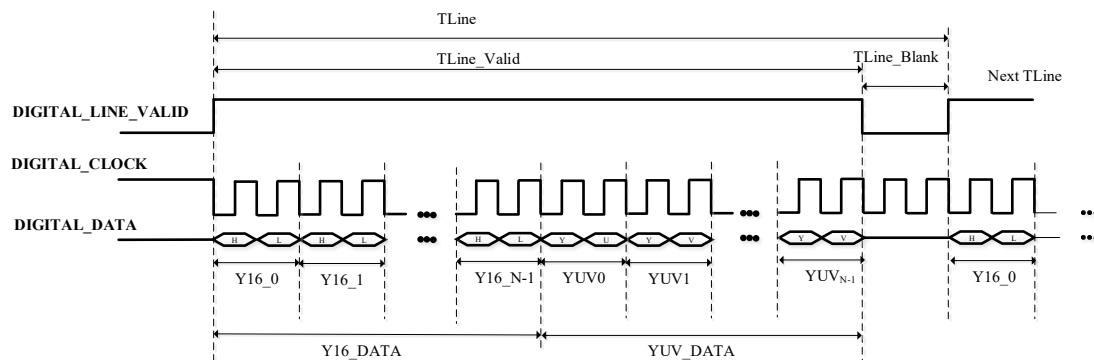 TLine
TLine_Valid
TLine_Blank
Next TLine
DIGITAL_LINE_VALID
DIGITAL_CLOCK
DIGITAL_DATA
H L H L H L Y U Y V Y V H L
Y16_0 Y16_1 Y16_N-1 YUV0 YUV1 YUVN-1 Y16_0
Y16_DATA YUV_DATA